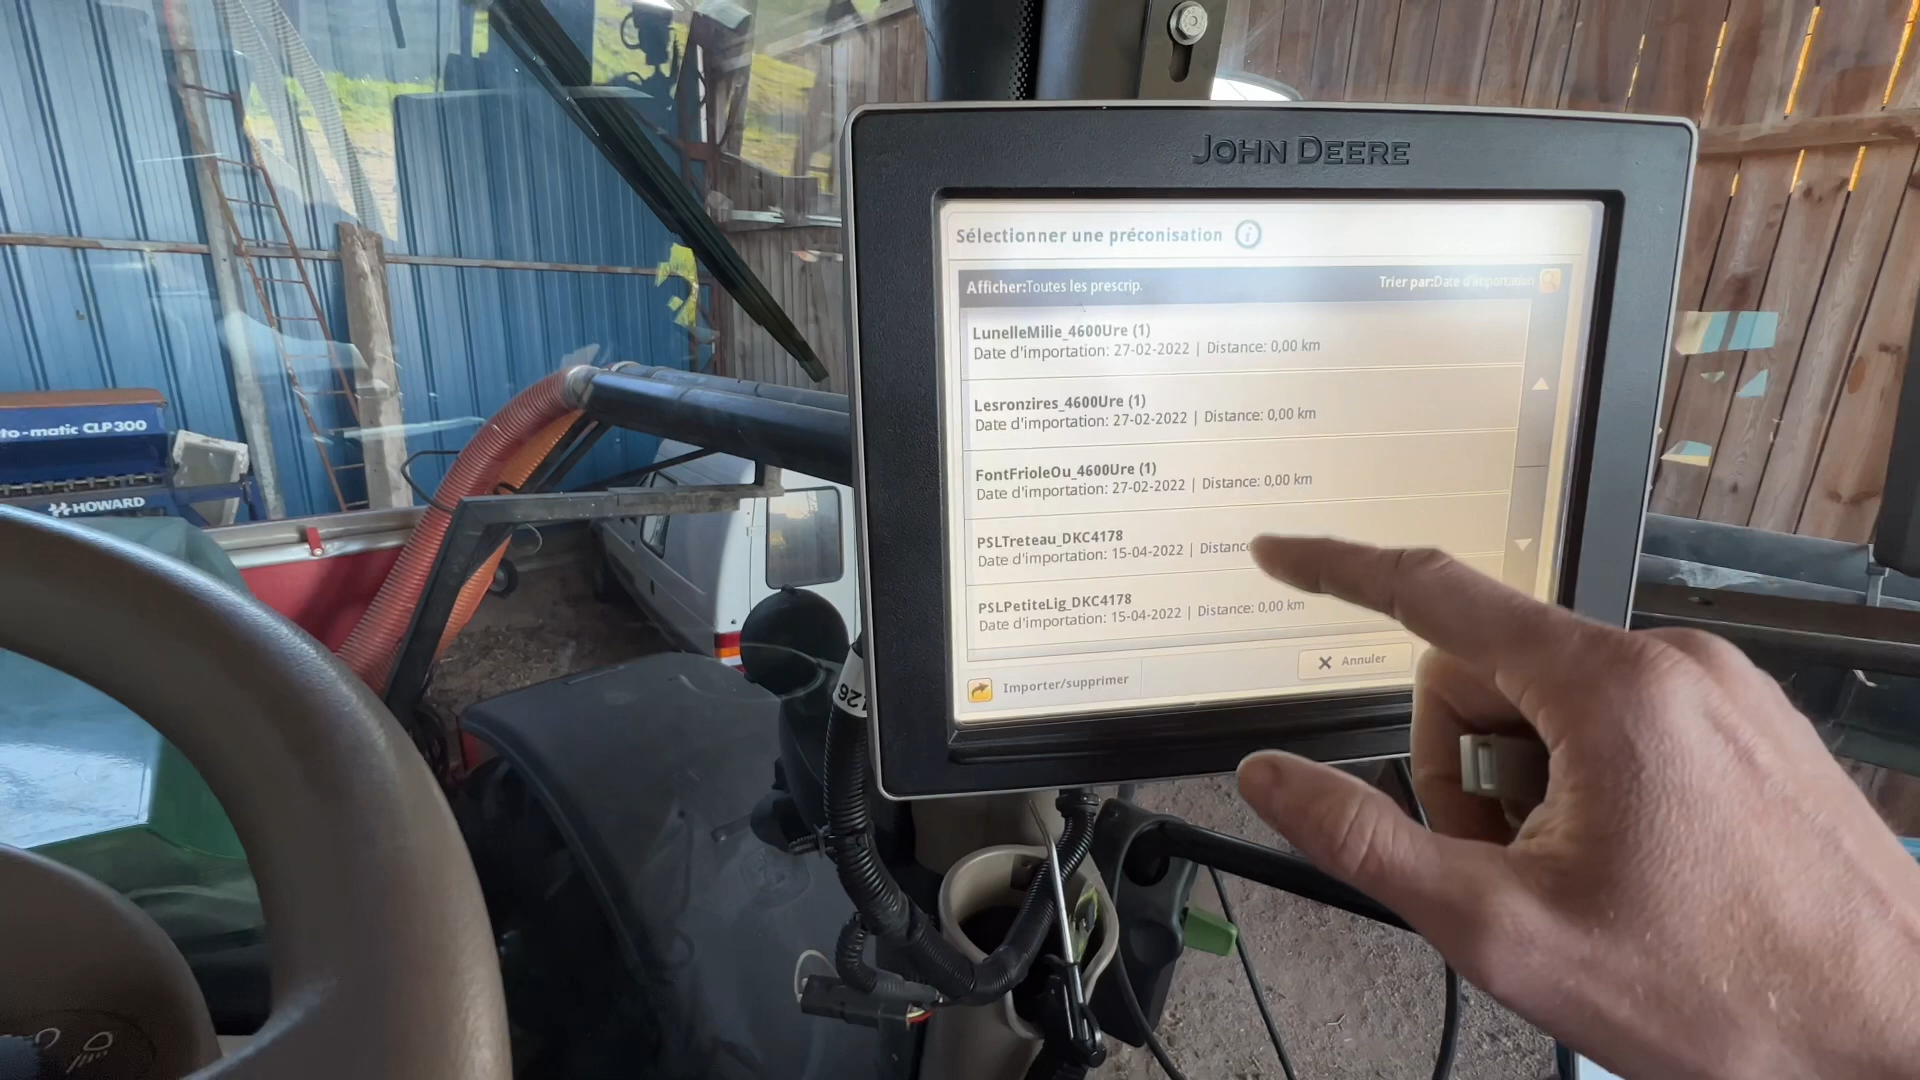 JOHN DEERE
Sélectionner une préconisation
Afficher:Toutes les prescrip.
Trier par:Date d'importation
LunelleMilie_4600Ure (1)
Date d'importation: 27-02-2022 | Distance: 0,00 km
Lesronzires_4600Ure (1)
Date d'importation: 27-02-2022 | Distance: 0,00 km
FontFrioleOu_4600Ure (1)
Date d'importation: 27-02-2022 | Distance: 0,00 km
PSLTreteau_DKC4178
Date d'importation: 15-04-2022 | Distance
PSLPetiteLig_DKC4178
Date d'importation: 15-04-2022 | Distance: 0,00 km
Importer/supprimer
Annuler
to-matic CLP300
HOWARD
126